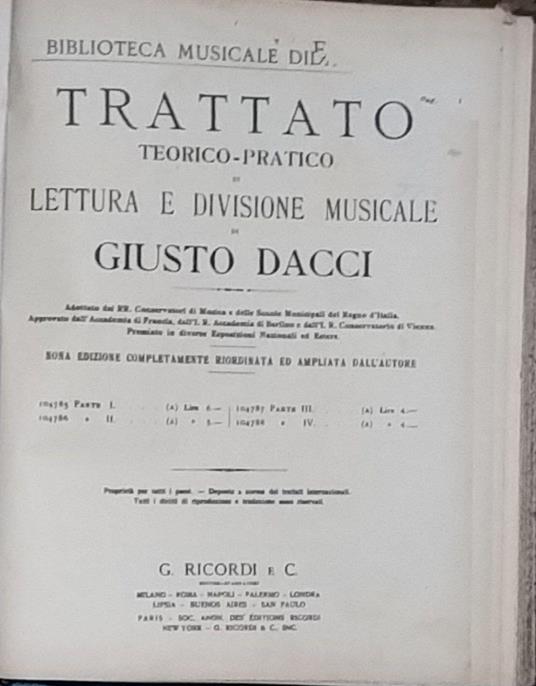 BIBLIOTECA MUSICALE DI
TRATTATO
TEORICO-PRATICO
DI
LETTURA E DIVISIONE MUSICALE
DI
GIUSTO DACCI
Adottato dai RR. Conservatori di Musica e delle Scuole Municipali del Regno d'Italia.
Approvato dall'Accademia di Francia, dall'I. R. Accademia di Berlino e dall'I. R. Conservatorio di Vienna.
Premiato in diverse Esposizioni Nazionali ed Estere.
NONA EDIZIONE COMPLETAMENTE RIORDINATA ED AMPLIATA DALL'AUTORE
104785 PARTE I. (A) Lire 6.— 104787 PARTE III. (A) Lire 4.—
104786 » II. (A) » 5.— 104788 » IV. (A) » 4.—
Proprietà per tutti i paesi. — Deposto a norma dei trattati internazionali.
Tutti i diritti di riproduzione e traduzione sono riservati.
G. RICORDI E C.
MILANO - ROMA - NAPOLI - PALERMO - LONDRA
LIPSIA - BUENOS AIRES - SAN PAULO
PARIS - SOC. ANON. DES ÉDITIONS RICORDI
NEW YORK - G. RICORDI & C., INC.